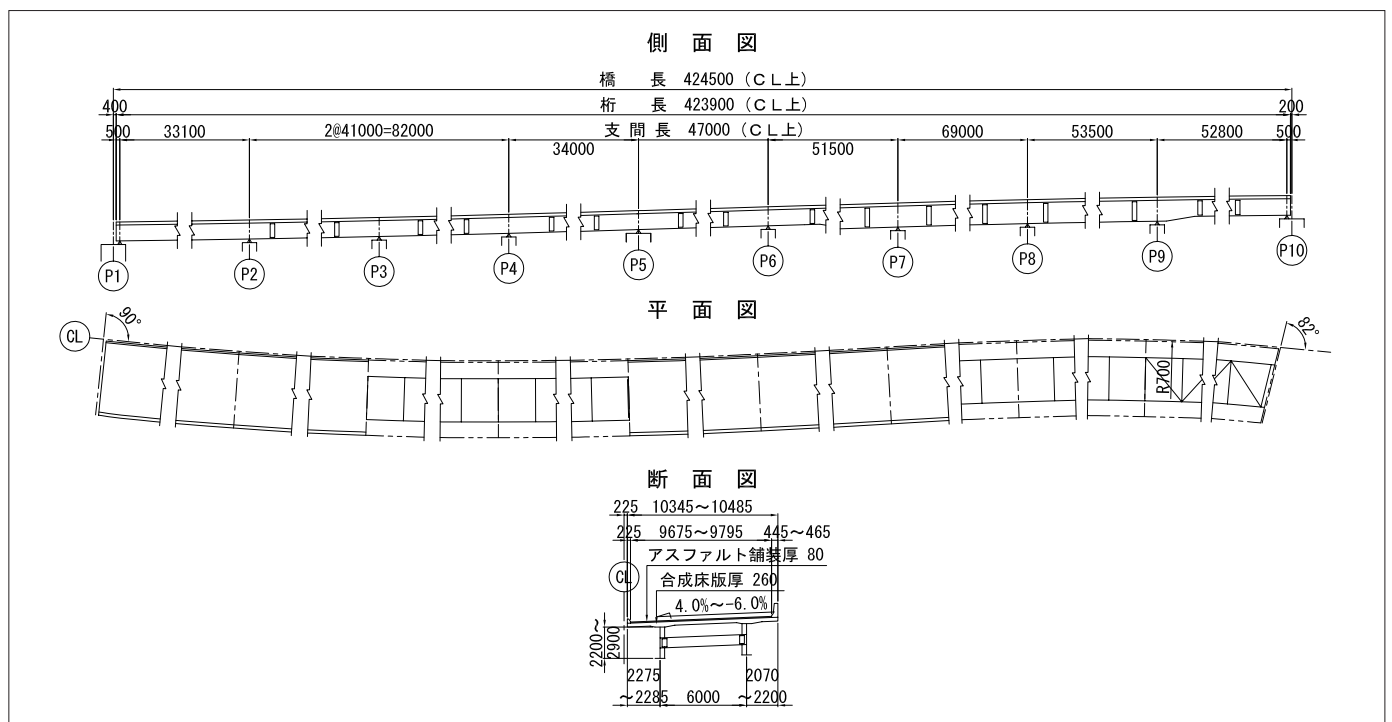 側 面 図
橋 長 424500 (CL上)
400 桁 長 423900 (CL上) 200
500 33100 2@41000=82000 34000 支間長 47000 (CL上) 51500 69000 53500 52800 500
P1 P2 P3 P4 P5 P6 P7 P8 P9 P10
平 面 図
CL 90° 82°
R700
断 面 図
225 10345~10485
225 9675~9795 445~465
アスファルト舗装厚 80
CL 合成床版厚 260
4.0%~-6.0%
2200~
2900
2275 2070
~2285 6000 ~2200